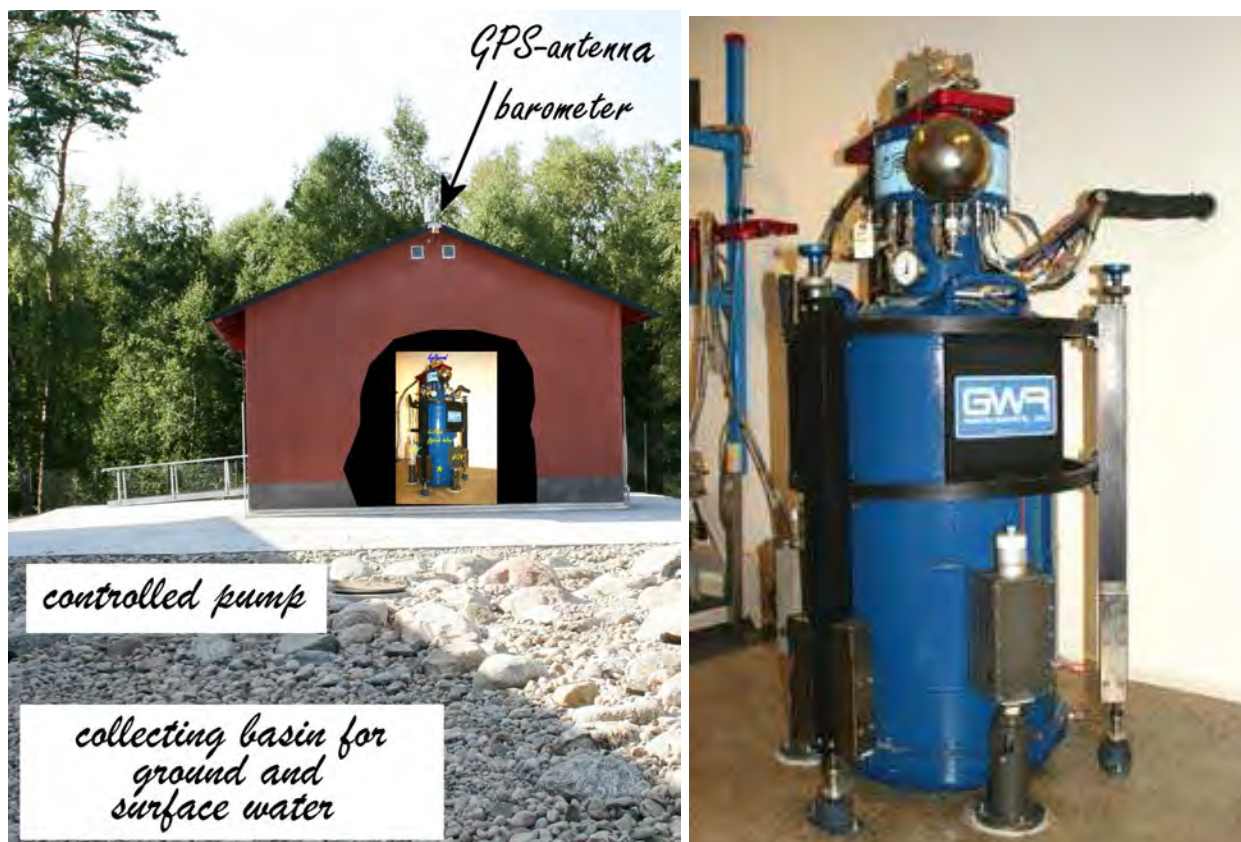 GPS-antenna
barometer
controlled pump
collecting basin for
ground and
surface water
GWR